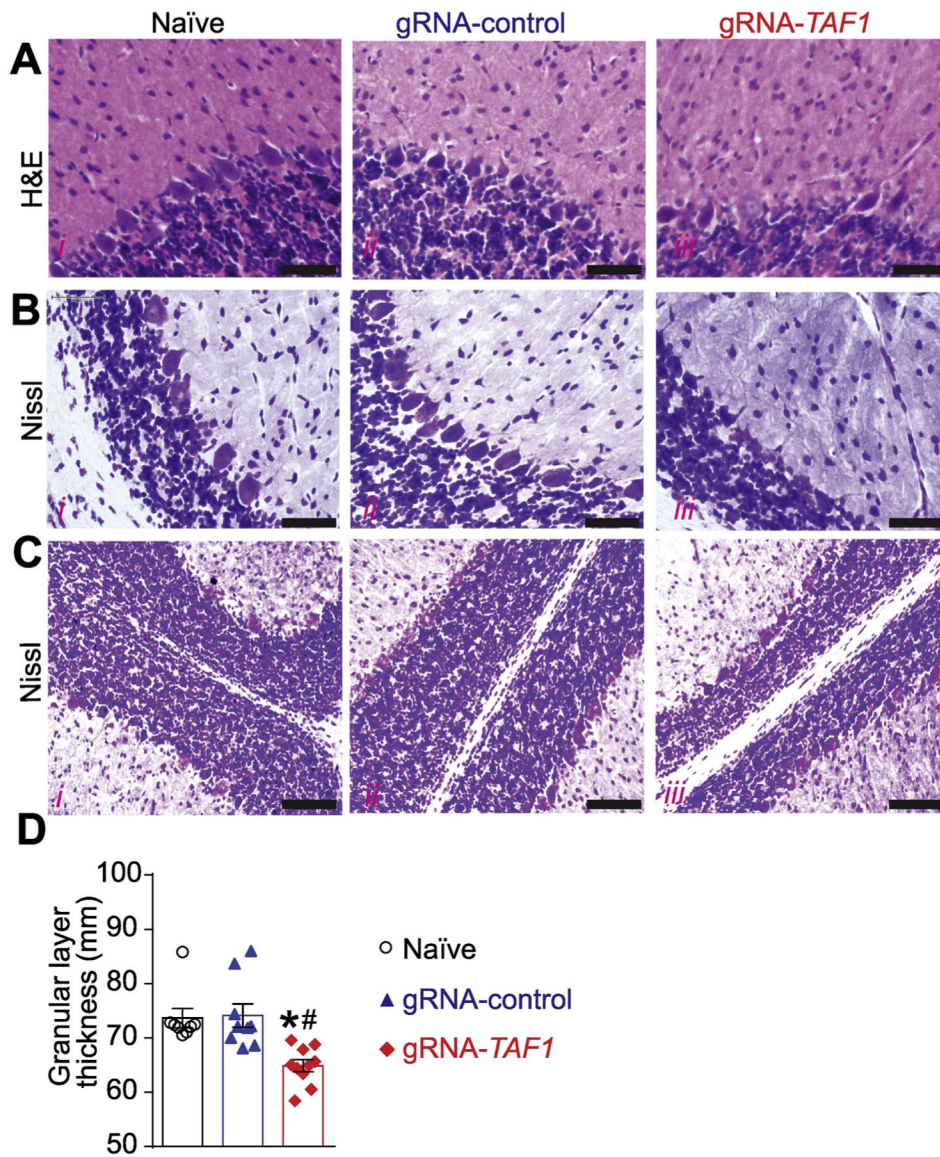 Naïve gRNA-control gRNA-TAF1
A
H&E
i ii iii
B
Nissl
i ii iii
C
Nissl
i ii iii
D
Granular layer
thickness (mm)
100
90
80
70
60
50
*#
Naïve
gRNA-control
gRNA-TAF1